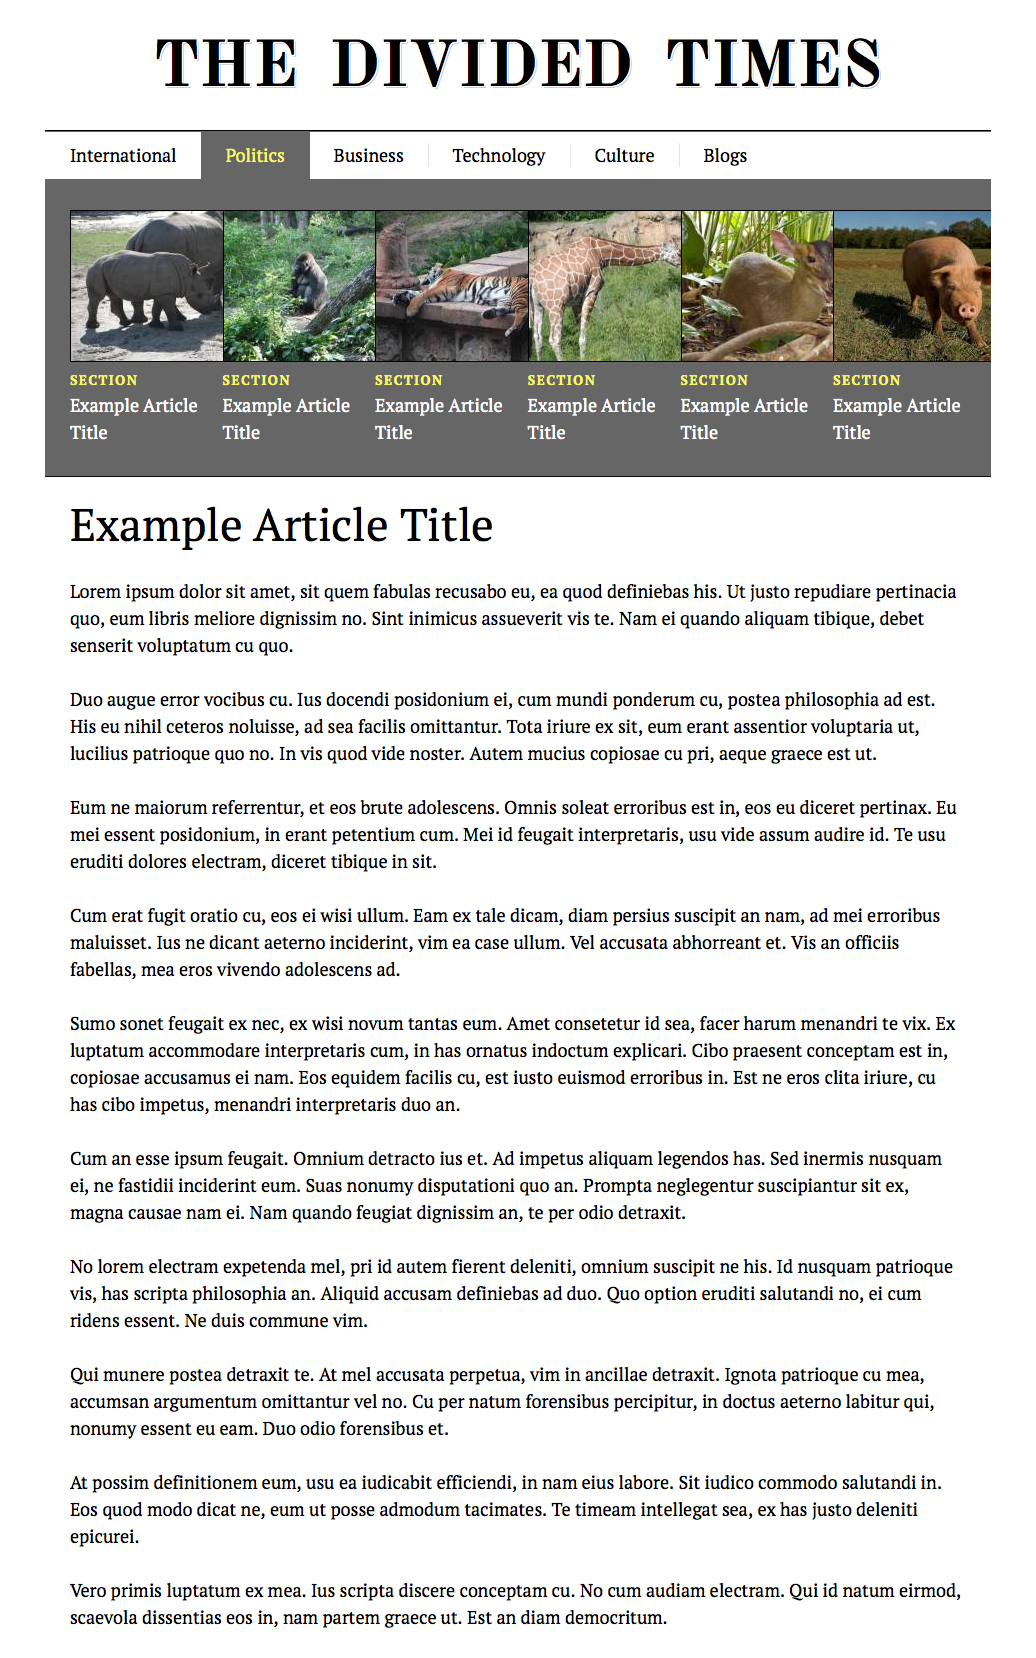 THE DIVIDED TIMES
International Politics Business Technology Culture Blogs
SECTION SECTION SECTION SECTION SECTION SECTION
Example Article Example Article Example Article Example Article Example Article Example Article
Title Title Title Title Title Title
Example Article Title
Lorem ipsum dolor sit amet, sit quem fabulas recusabo eu, ea quod definiebas his. Ut justo repudiare pertinacia
quo, eum libris meliore dignissim no. Sint inimicus assueverit vis te. Nam ei quando aliquam tibique, debet
senserit voluptatum cu quo.
Duo augue error vocibus cu. Ius docendi posidonium ei, cum mundi ponderum cu, postea philosophia ad est.
His eu nihil ceteros noluisse, ad sea facilis omittantur. Tota iriure ex sit, eum erant assentior voluptaria ut,
lucilius patrioque quo no. In vis quod vide noster. Autem mucius copiosae cu pri, aeque graece est ut.
Eum ne maiorum referrentur, et eos brute adolescens. Omnis soleat erroribus est in, eos eu diceret pertinax. Eu
mei essent posidonium, in erant petentium cum. Mei id feugait interpretaris, usu vide assum audire id. Te usu
eruditi dolores electram, diceret tibique in sit.
Cum erat fugit oratio cu, eos ei wisi ullum. Eam ex tale dicam, diam persius suscipit an nam, ad mei erroribus
maluisset. Ius ne dicant aeterno inciderint, vim ea case ullum. Vel accusata abhorreant et. Vis an officiis
fabellas, mea eros vivendo adolescens ad.
Sumo sonet feugait ex nec, ex wisi novum tantas eum. Amet consetetur id sea, facer harum menandri te vix. Ex
luptatum accommodare interpretaris cum, in has ornatus indoctum explicari. Cibo praesent conceptam est in,
copiosae accusamus ei nam. Eos equidem facilis cu, est iusto euismod erroribus in. Est ne eros clita iriure, cu
has cibo impetus, menandri interpretaris duo an.
Cum an esse ipsum feugait. Omnium detracto ius et. Ad impetus aliquam legendos has. Sed inermis nusquam
ei, ne fastidii inciderint eum. Suas nonumy disputationi quo an. Prompta neglegentur suscipiantur sit ex,
magna causae nam ei. Nam quando feugiat dignissim an, te per odio detraxit.
No lorem electram expetenda mel, pri id autem fierent deleniti, omnium suscipit ne his. Id nusquam patrioque
vis, has scripta philosophia an. Aliquid accusam definiebas ad duo. Quo option eruditi salutandi no, ei cum
ridens essent. Ne duis commune vim.
Qui munere postea detraxit te. At mel accusata perpetua, vim in ancillae detraxit. Ignota patrioque cu mea,
accumsan argumentum omittantur vel no. Cu per natum forensibus percipitur, in doctus aeterno labitur qui,
nonumy essent eu eam. Duo odio forensibus et.
At possim definitionem eum, usu ea iudicabit efficiendi, in nam eius labore. Sit iudico commodo salutandi in.
Eos quod modo dicat ne, eum ut posse admodum tacimates. Te timeam intellegat sea, ex has justo deleniti
epicurei.
Vero primis luptatum ex mea. Ius scripta discere conceptam cu. No cum audiam electram. Qui id natum eirmod,
scaevola dissentias eos in, nam partem graece ut. Est an diam democritum.